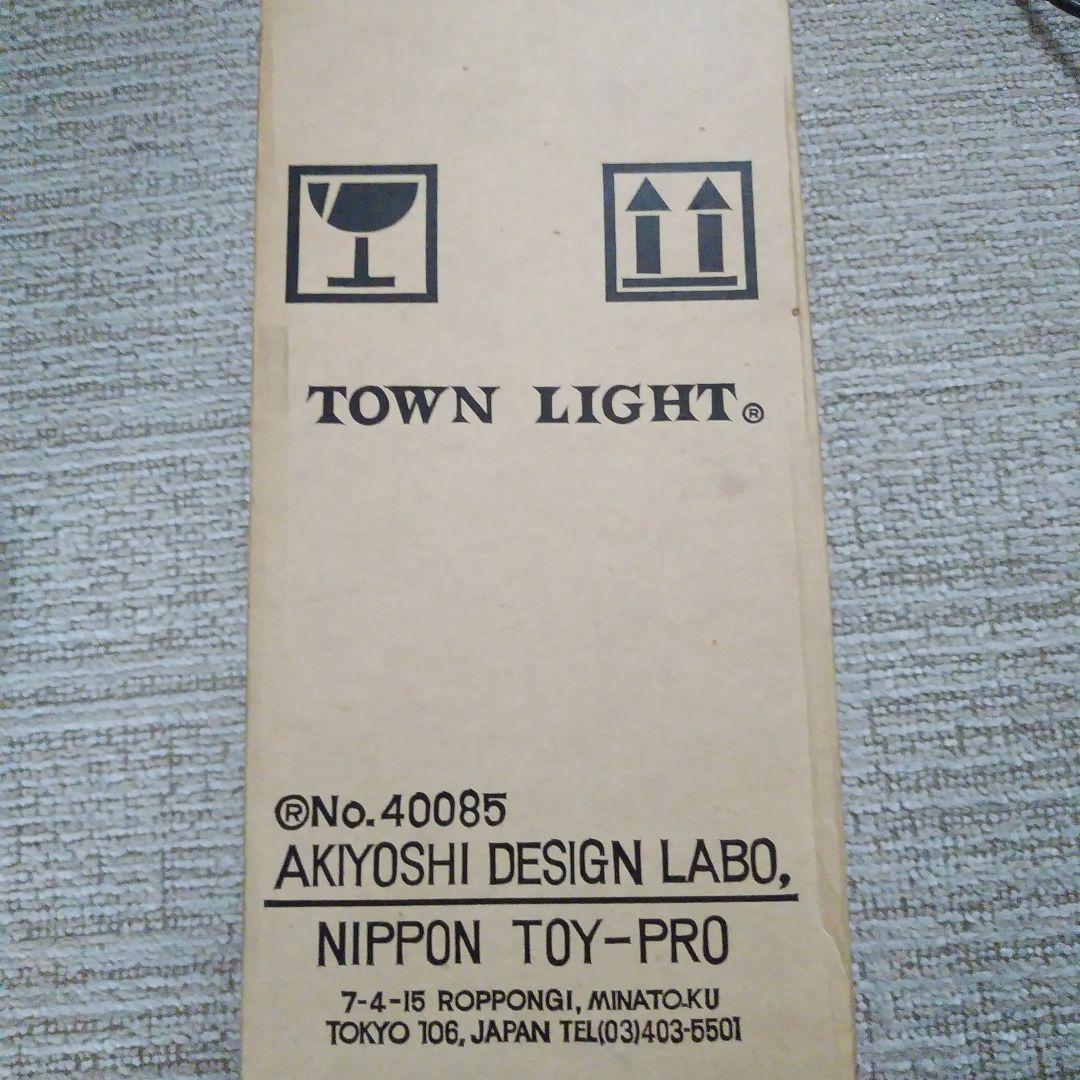 TOWN LIGHT®
®No.40085
AKIYOSHI DESIGN LABO,
NIPPON TOY-PRO
7-4-15 ROPPONGI, MINATO.KU
TOKYO 106, JAPAN TEL(03)403-5501